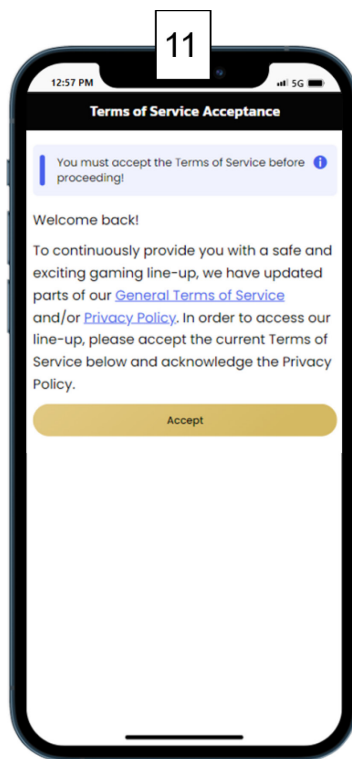 11
12:57 PM
5G
Terms of Service Acceptance
You must accept the Terms of Service before
proceeding!
Welcome back!
To continuously provide you with a safe and
exciting gaming line-up, we have updated
parts of our General Terms of Service
and/or Privacy Policy. In order to access our
line-up, please accept the current Terms of
Service below and acknowledge the Privacy
Policy.
Accept